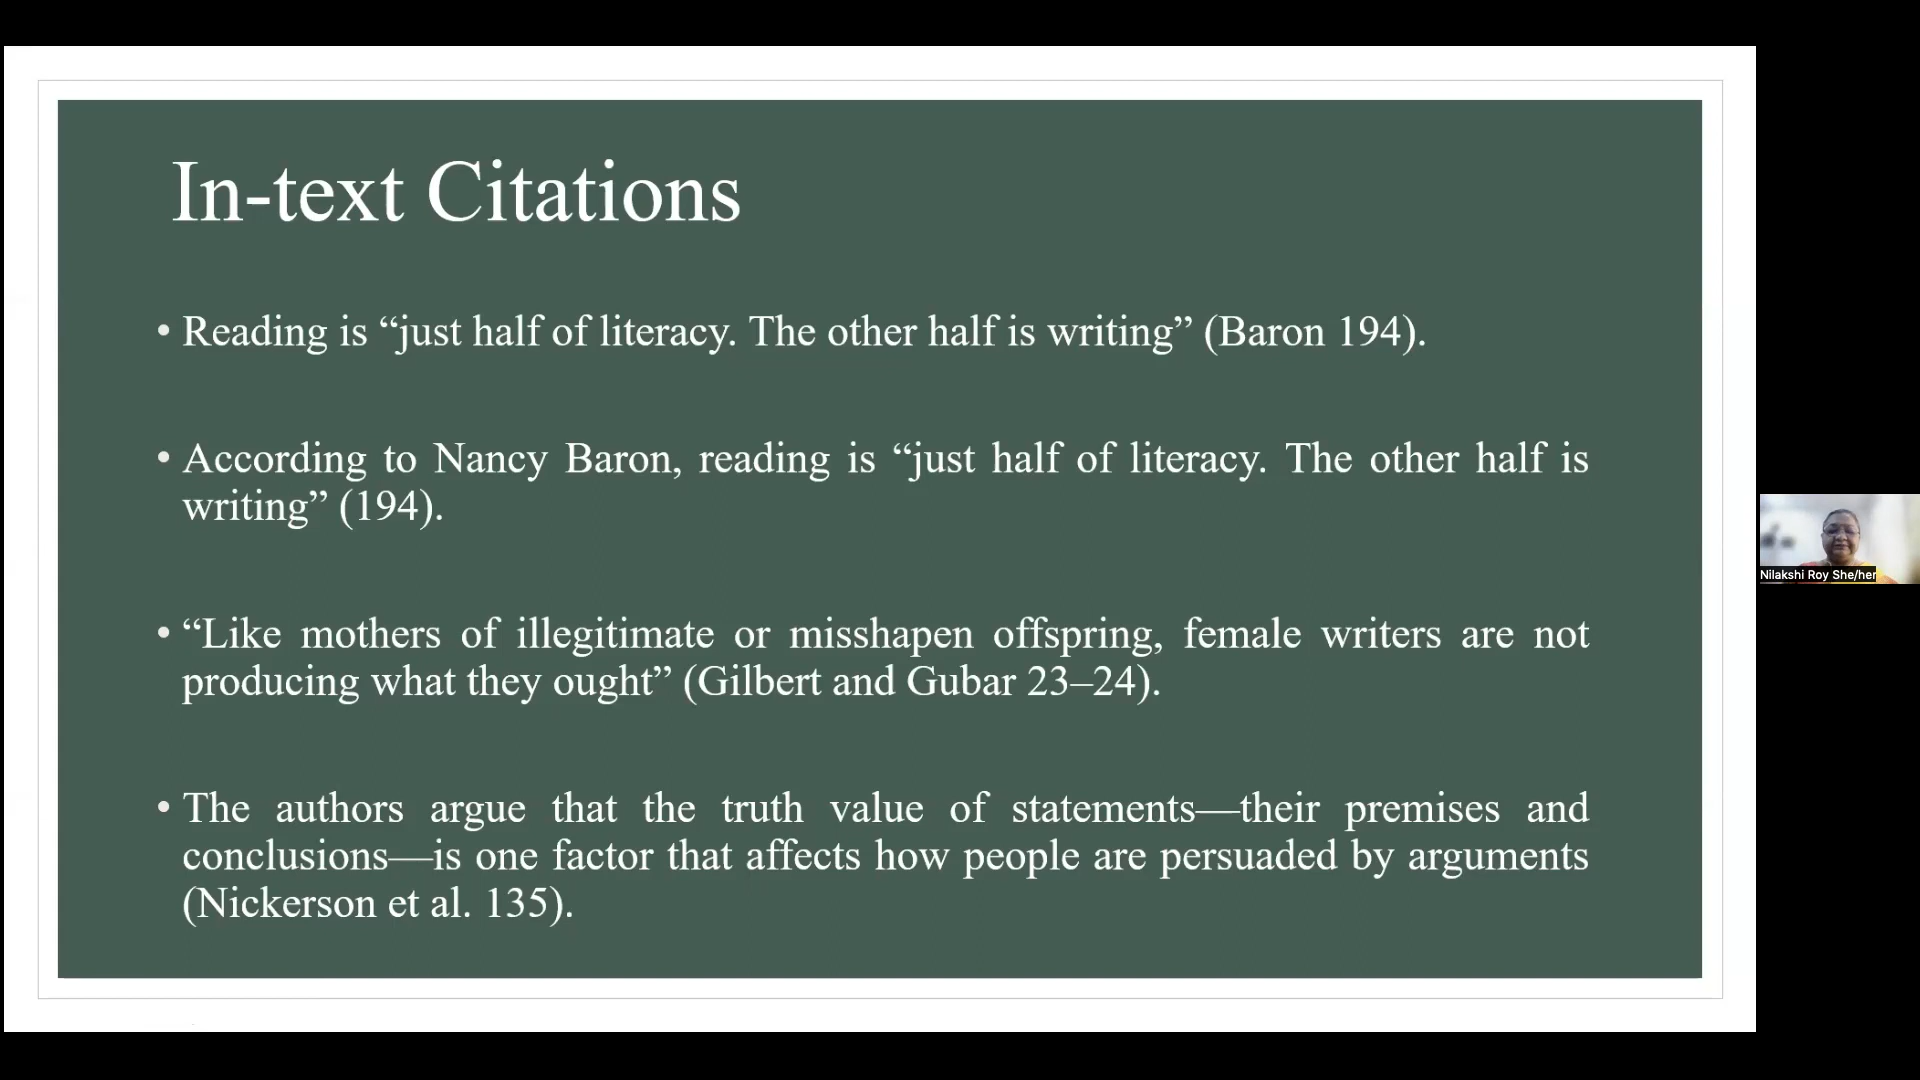 In-text Citations
• Reading is “just half of literacy. The other half is writing” (Baron 194).
• According to Nancy Baron, reading is “just half of literacy. The other half is
writing” (194).
• “Like mothers of illegitimate or misshapen offspring, female writers are not
producing what they ought” (Gilbert and Gubar 23–24).
• The authors argue that the truth value of statements—their premises and
conclusions—is one factor that affects how people are persuaded by arguments
(Nickerson et al. 135).
Nilakshi Roy She/her